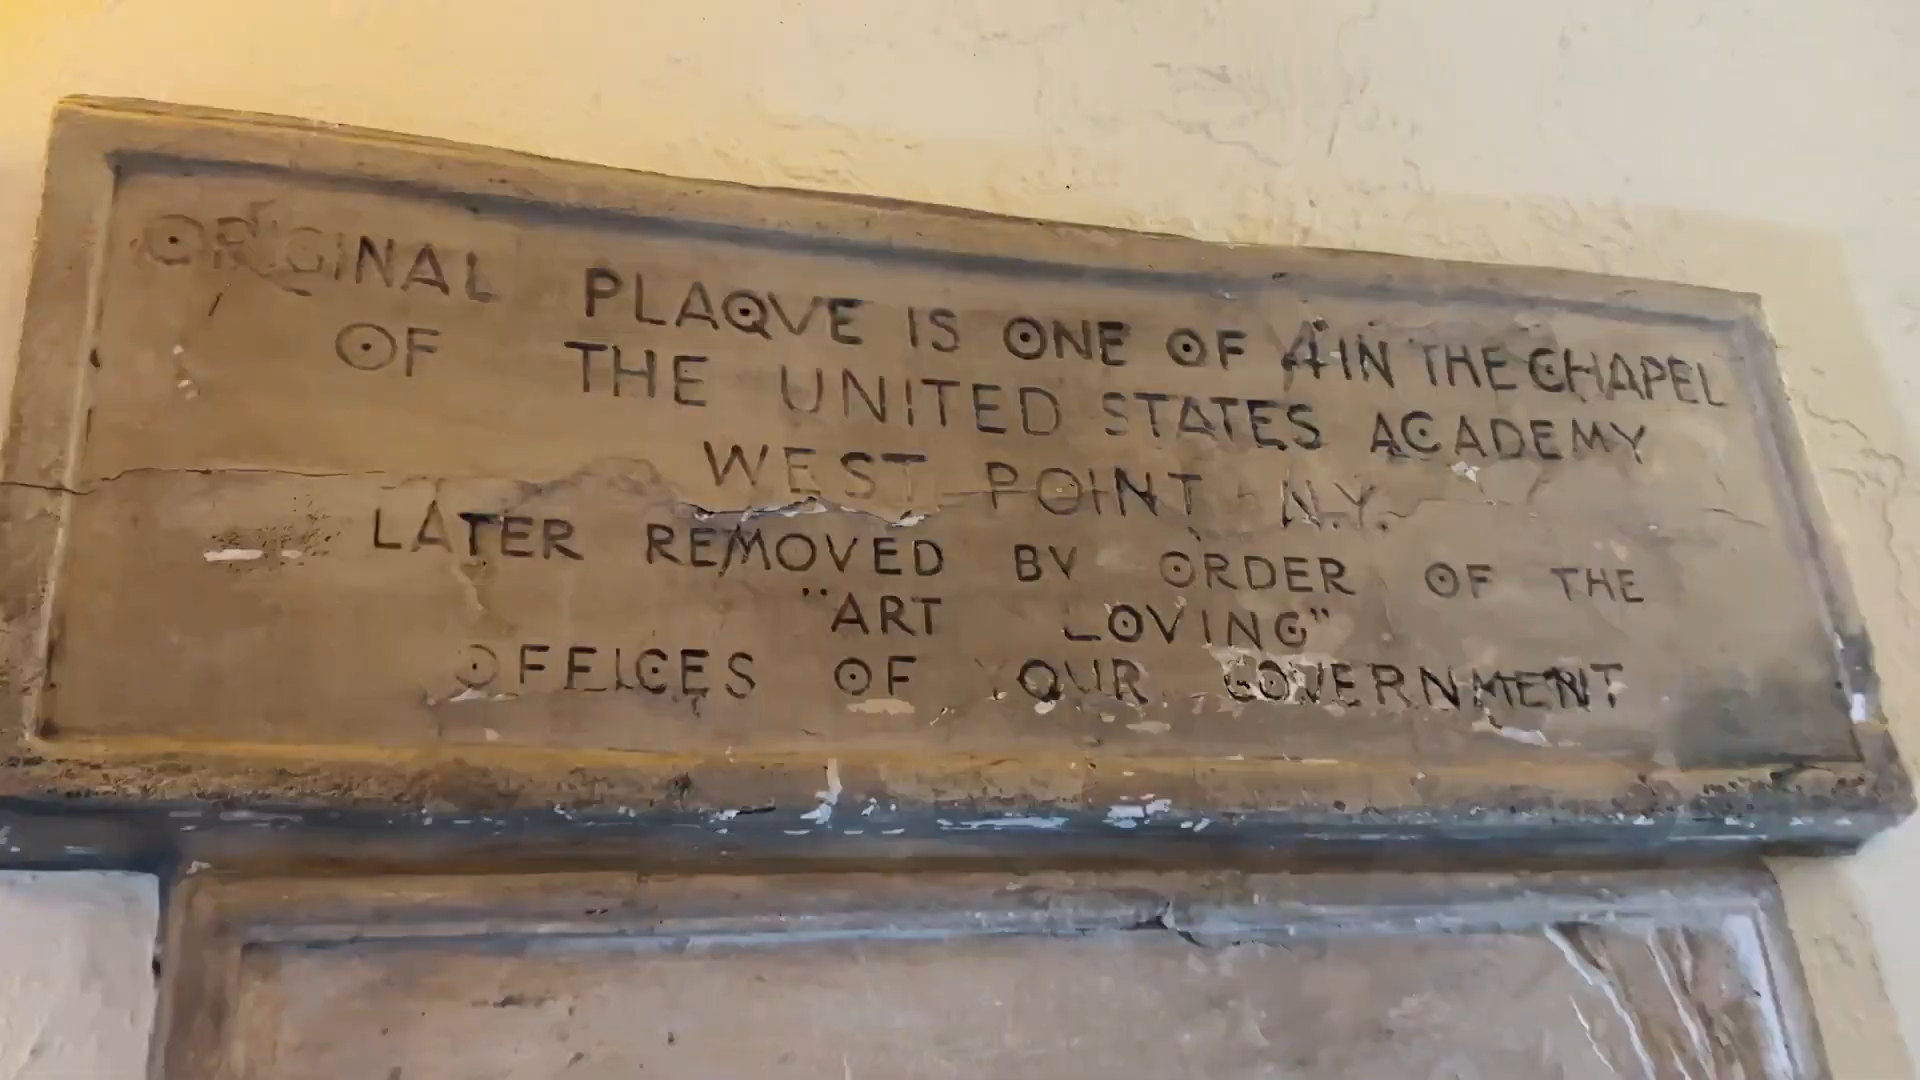 ORIGINAL PLAQVE IS ONE OF 4 IN THE CHAPEL
OF THE UNITED STATES ACADEMY
WEST POINT N.Y.
LATER REMOVED BY ORDER OF THE
"ART LOVING"
OFFICES OF OUR GOVERNMENT